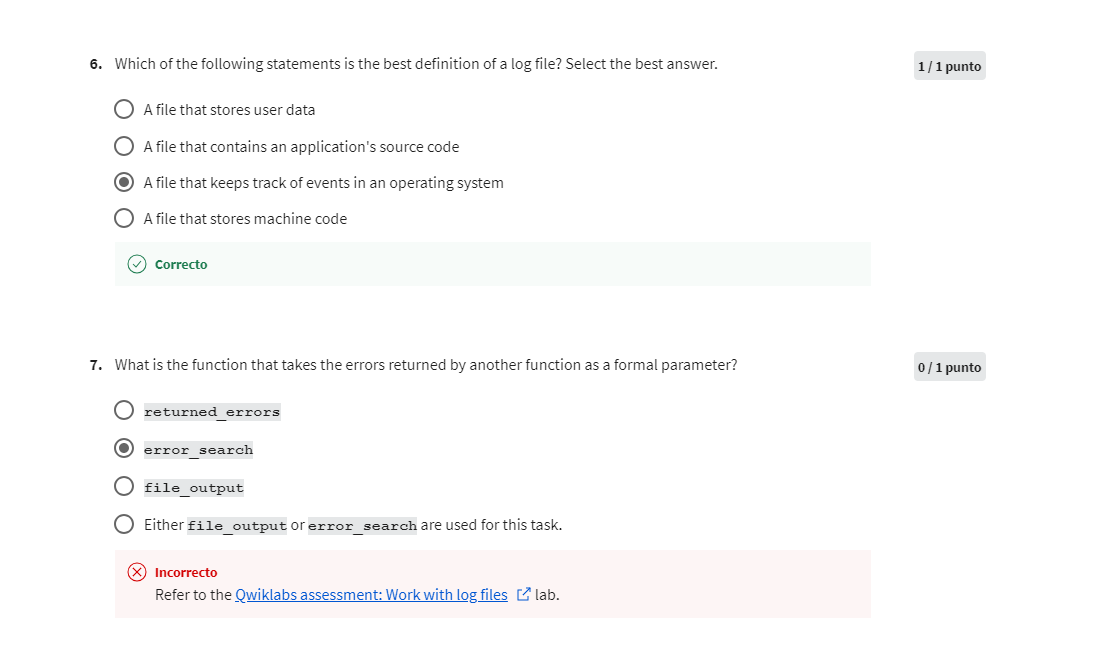 6. Which of the following statements is the best definition of a log file? Select the best answer.
1 / 1 punto
A file that stores user data
A file that contains an application's source code
A file that keeps track of events in an operating system
A file that stores machine code
Correcto
7. What is the function that takes the errors returned by another function as a formal parameter?
0 / 1 punto
returned_errors
error_search
file_output
Either file_output or error_search are used for this task.
Incorrecto
Refer to the Qwiklabs assessment: Work with log files lab.